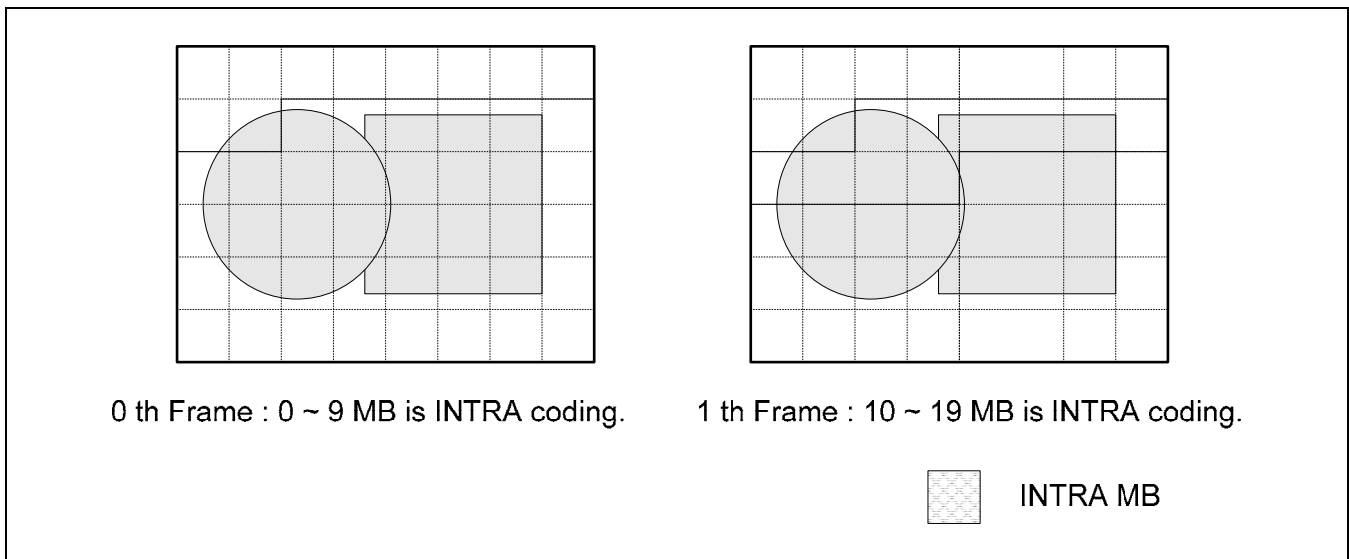 0 th Frame : 0 ~ 9 MB is INTRA coding.
1 th Frame : 10 ~ 19 MB is INTRA coding.
INTRA MB